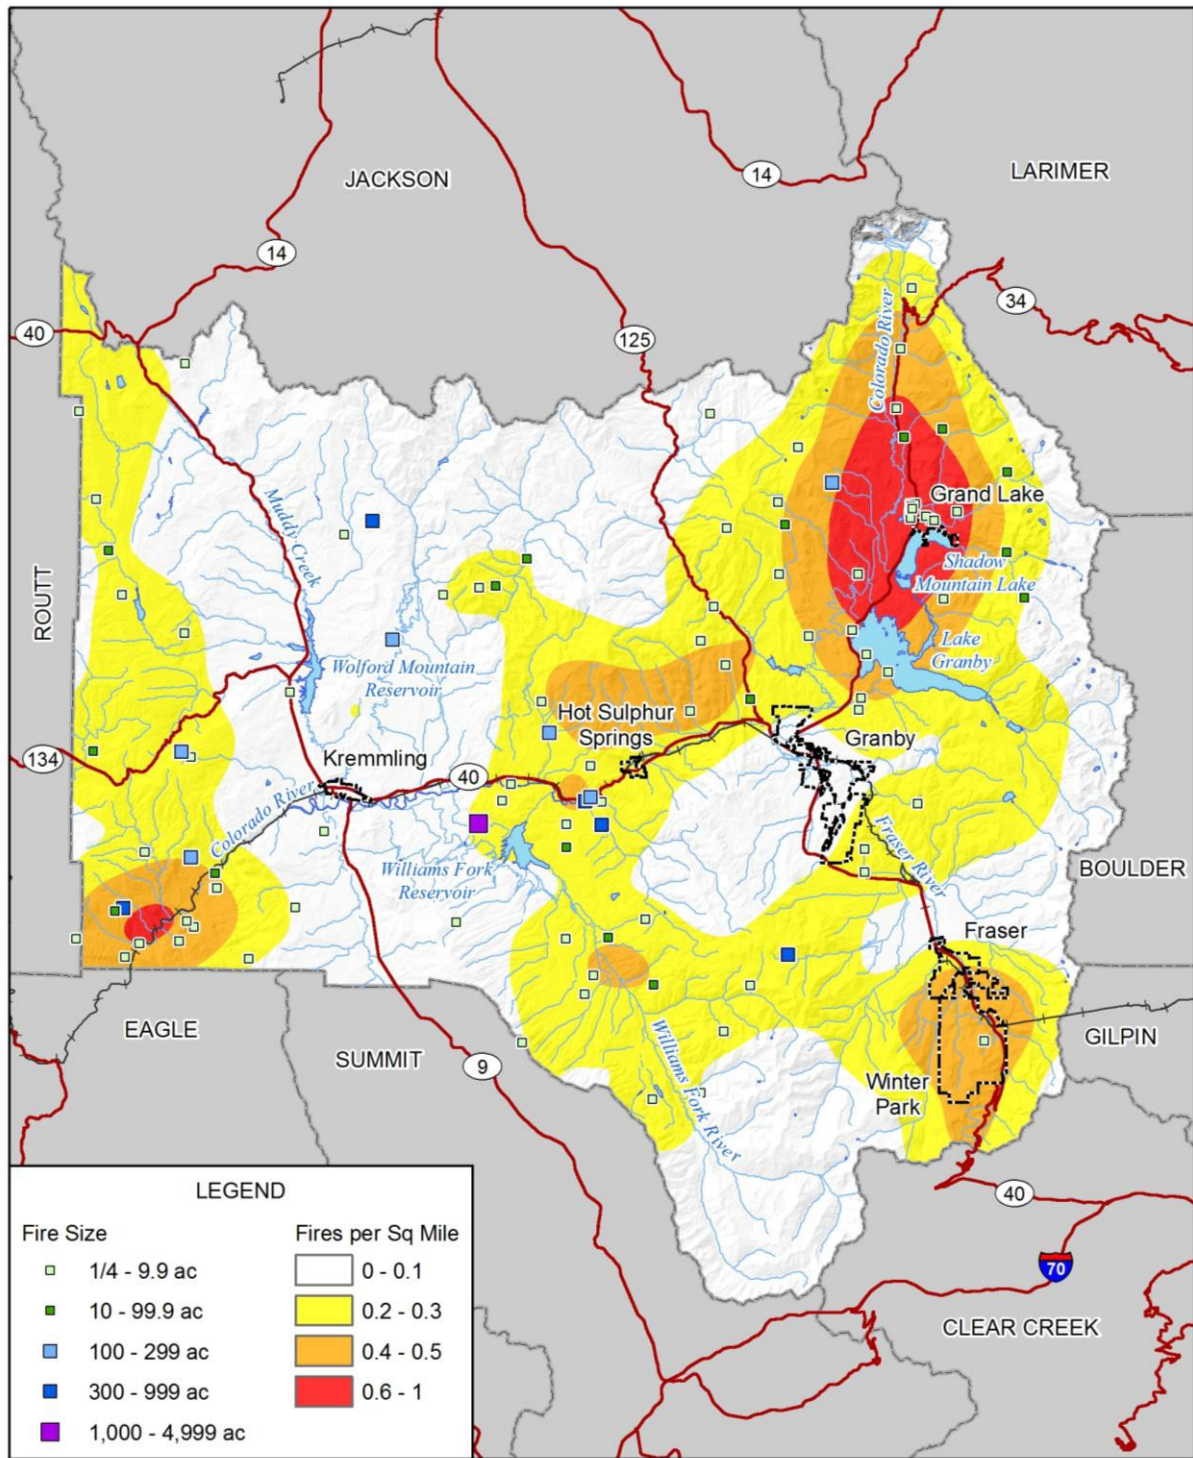 JACKSON
LARIMER
14
14
40
34
125
Colorado River
Grand Lake
Muddy Creek
Shadow
Mountain Lake
ROUTT
Wolford Mountain
Reservoir
Lake
Granby
Hot Sulphur
Springs
Granby
134
Kremmling
40
Colorado River
Fraser River
Williams Fork
Reservoir
BOULDER
Fraser
EAGLE
SUMMIT
9
GILPIN
Williams Fork River
Winter
Park
40
70
CLEAR CREEK
LEGEND
Fire Size
1/4 - 9.9 ac
10 - 99.9 ac
100 - 299 ac
300 - 999 ac
1,000 - 4,999 ac
Fires per Sq Mile
0 - 0.1
0.2 - 0.3
0.4 - 0.5
0.6 - 1